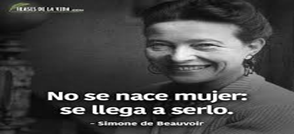 FRASES DE LA VIDA
No se nace mujer:
se llega a serlo.
- Simone de Beauvoir